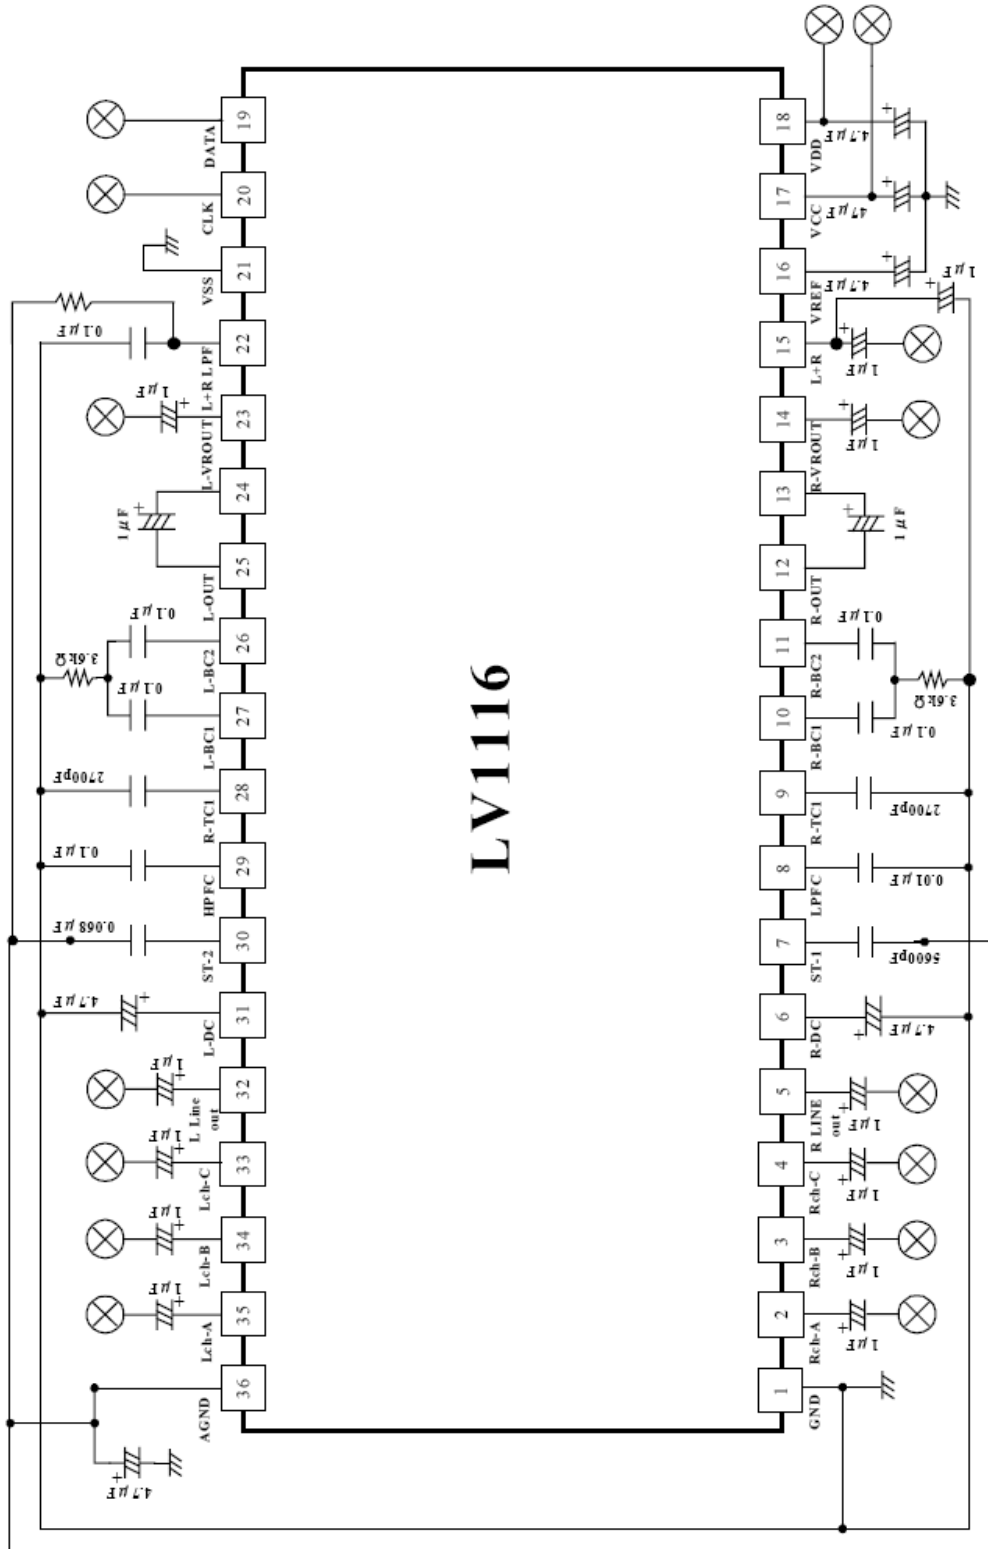 LV1116
19
DATA
20
CLK
21
VSS
22
L+R LPF
0.1μF
23
L-VROUT
1μF
24
1μF
25
L-OUT
26
L-BC2
0.1μF
3.6kΩ
27
L-BC1
0.1μF
28
R-TC1
2700pF
29
HPFC
0.1μF
30
ST-2
0.068μF
31
L-DC
4.7μF
32
L Line
out
1μF
33
Lch-C
1μF
34
Lch-B
1μF
35
Lch-A
1μF
36
AGND
4.7μF
18
VDD
4.7μF
17
VCC
47μF
16
VREF
4.7μF
15
L+R
1μF
1μF
14
R-VROUT
1μF
13
1μF
12
R-OUT
11
R-BC2
0.1μF
3.6kΩ
10
R-BC1
0.1μF
9
R-TC1
2700pF
8
LPFC
0.01μF
7
ST-1
5600pF
6
R-DC
4.7μF
5
R LINE
out
1μF
4
Rch-C
1μF
3
Rch-B
1μF
2
Rch-A
1μF
1
GND